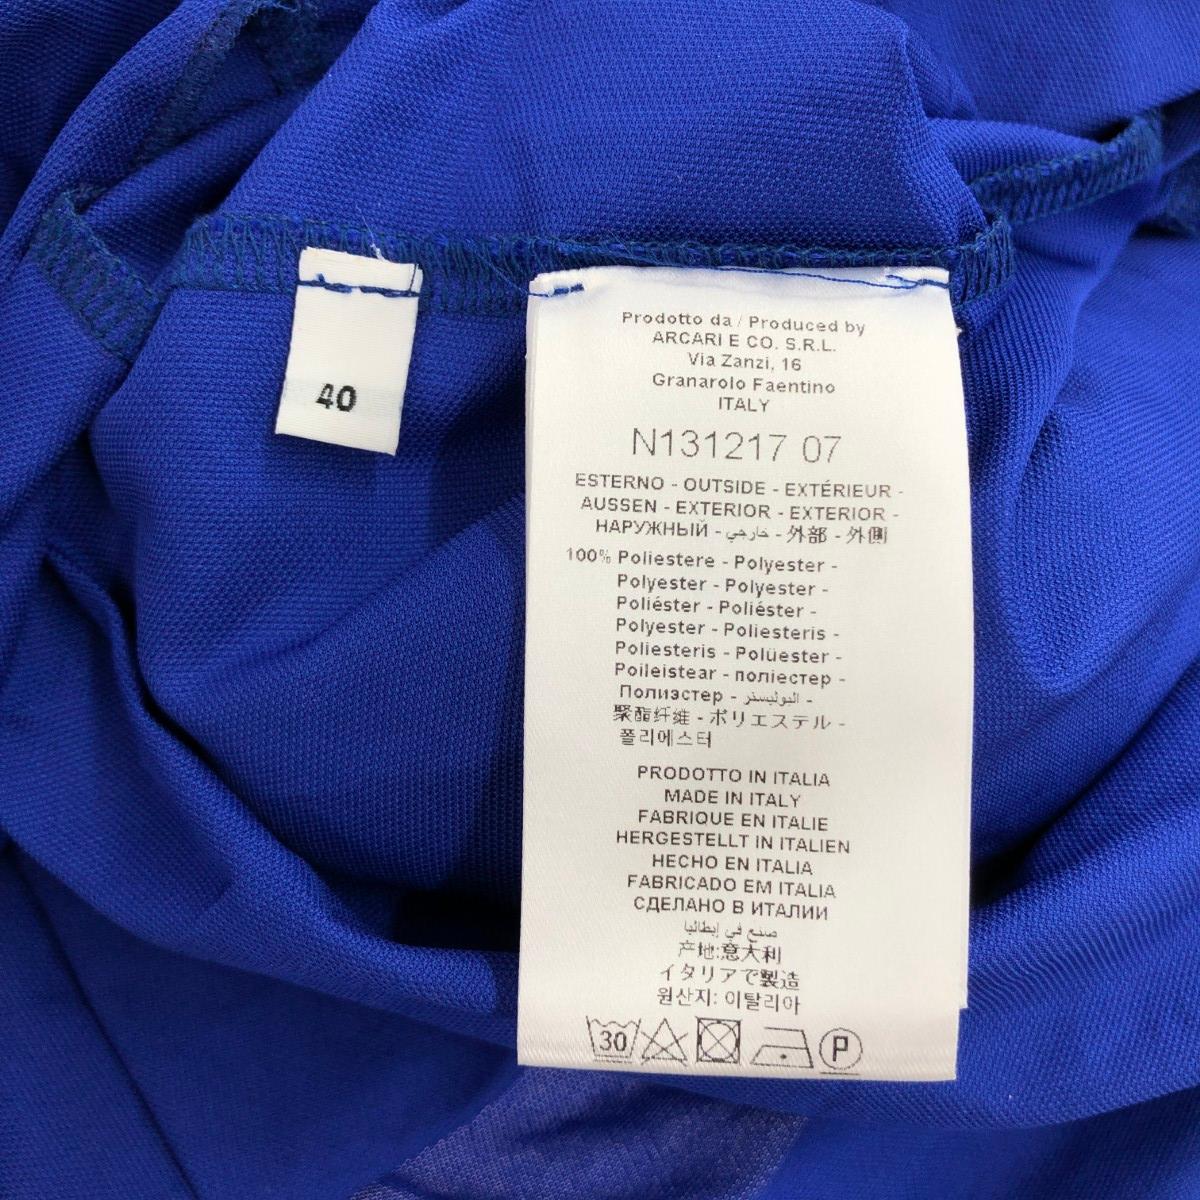 40
Prodotto da / Produced by
ARCARI E CO. S.R.L.
Via Zanzi, 16
Granarolo Faentino
ITALY
N131217 07
ESTERNO - OUTSIDE - EXTÉRIEUR -
AUSSEN - EXTERIOR - EXTERIOR -
НАРУЖНЫЙ - خارجي - 外部 - 外側
100% Poliestere - Polyester -
Polyester - Polyester -
Poliéster - Poliéster -
Polyester - Poliesteris -
Poliesteris - Polüester -
Poileistear - поліестер -
Полиэстер - البوليستر -
聚酯纤维 - ポリエステル -
폴리에스터
PRODOTTO IN ITALIA
MADE IN ITALY
FABRIQUE EN ITALIE
HERGESTELLT IN ITALIEN
HECHO EN ITALIA
FABRICADO EM ITALIA
СДЕЛАНО В ИТАЛИИ
صنع في إيطاليا
产地:意大利
イタリアで製造
원산지: 이탈리아
30 P